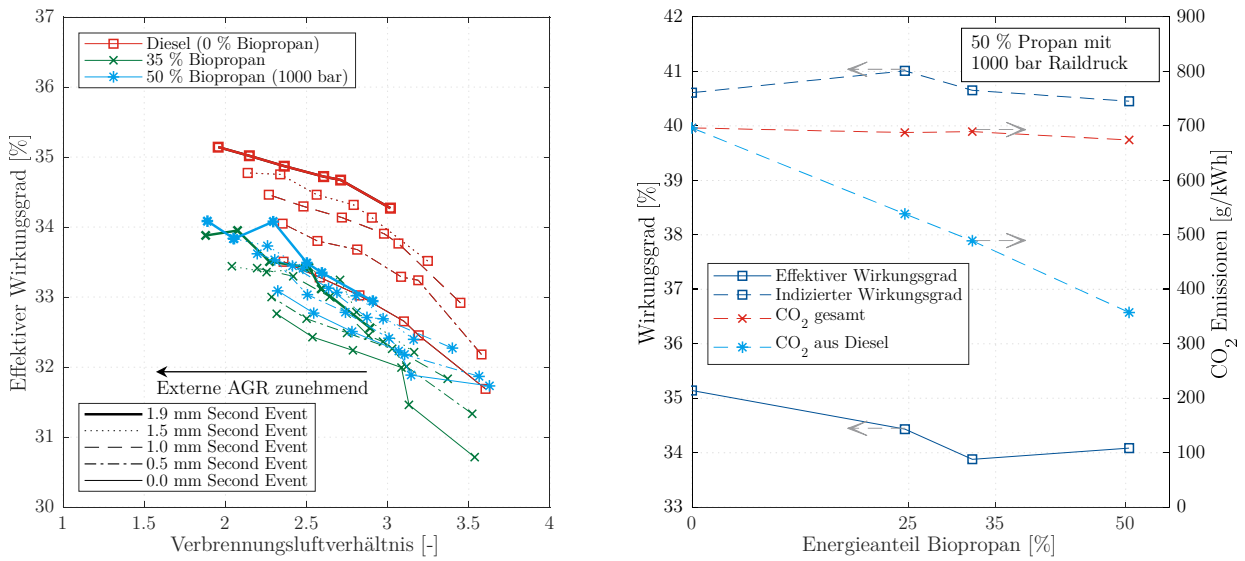 37
36
35
34
33
32
31
30
1 1.5 2 2.5 3 3.5 4
Effektiver Wirkungsgrad [%]
Verbrennungsluftverhältnis [-]
Diesel (0 % Biopropan)
35 % Biopropan
50 % Biopropan (1000 bar)
Externe AGR zunehmend
1.9 mm Second Event
1.5 mm Second Event
1.0 mm Second Event
0.5 mm Second Event
0.0 mm Second Event
42
41
40
39
38
37
36
35
34
33
0 25 35 50
Wirkungsgrad [%]
Energieanteil Biopropan [%]
50 % Propan mit
1000 bar Raildruck
Effektiver Wirkungsgrad
Indizierter Wirkungsgrad
CO2 gesamt
CO2 aus Diesel
900
800
700
600
500
400
300
200
100
0
CO2 Emissionen [g/kWh]